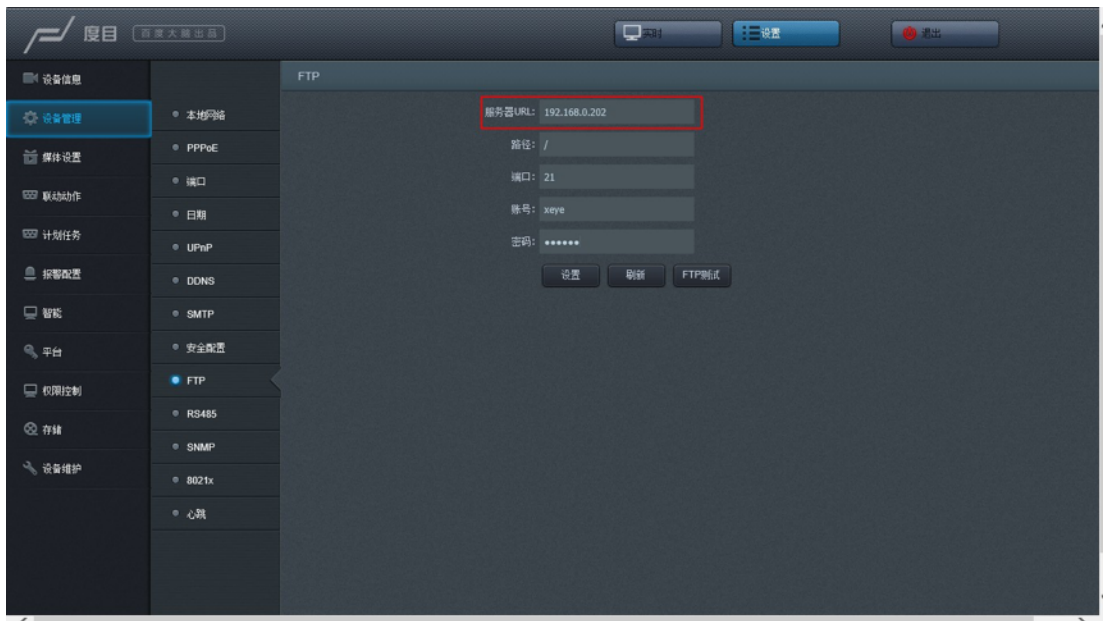 度目 百度大脑出品
实时
设置
退出
设备信息
设备管理
媒体设置
联动动作
计划任务
报警配置
智能
平台
权限控制
存储
设备维护
本地网络
PPPoE
端口
日期
UPnP
DDNS
SMTP
安全配置
FTP
RS485
SNMP
8021x
心跳
FTP
服务器URL: 192.168.0.202
路径: /
端口: 21
账号: xeye
密码: ●●●●●●
设置 刷新 FTP测试